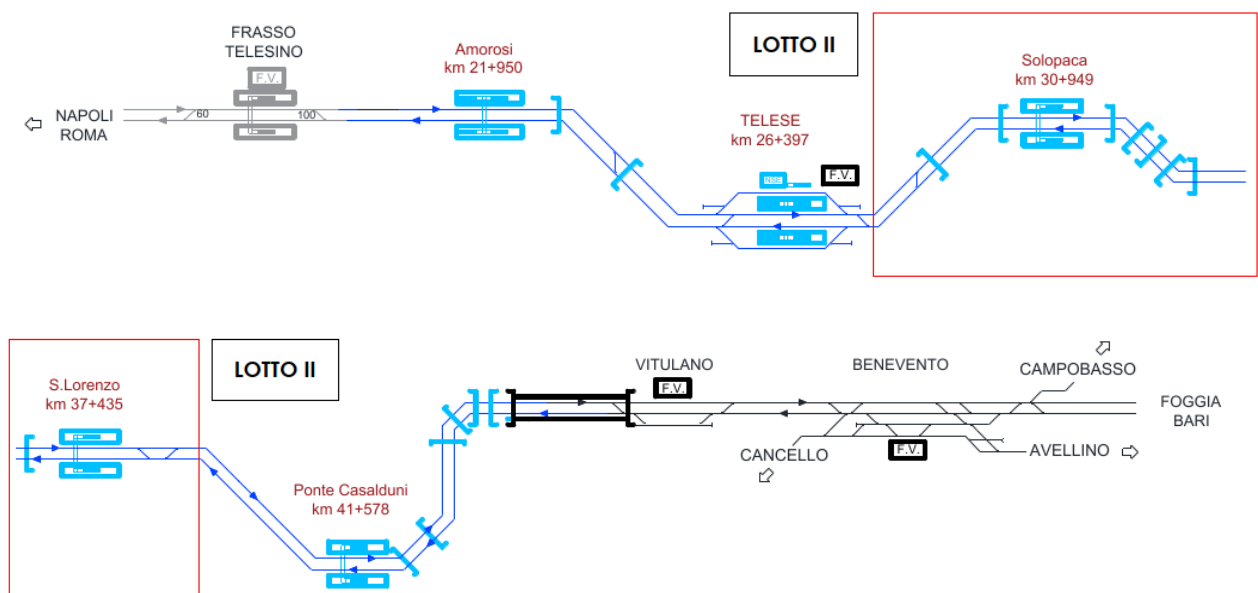 FRASSO
TELESINO
F.V.
60
100
NAPOLI
ROMA
Amorosi
km 21+950
LOTTO II
TELESE
km 26+397
NSE
F.V.
Solopaca
km 30+949
S.Lorenzo
km 37+435
LOTTO II
Ponte Casalduni
km 41+578
VITULANO
F.V.
BENEVENTO
F.V.
CANCELLO
CAMPOBASSO
AVELLINO
FOGGIA
BARI